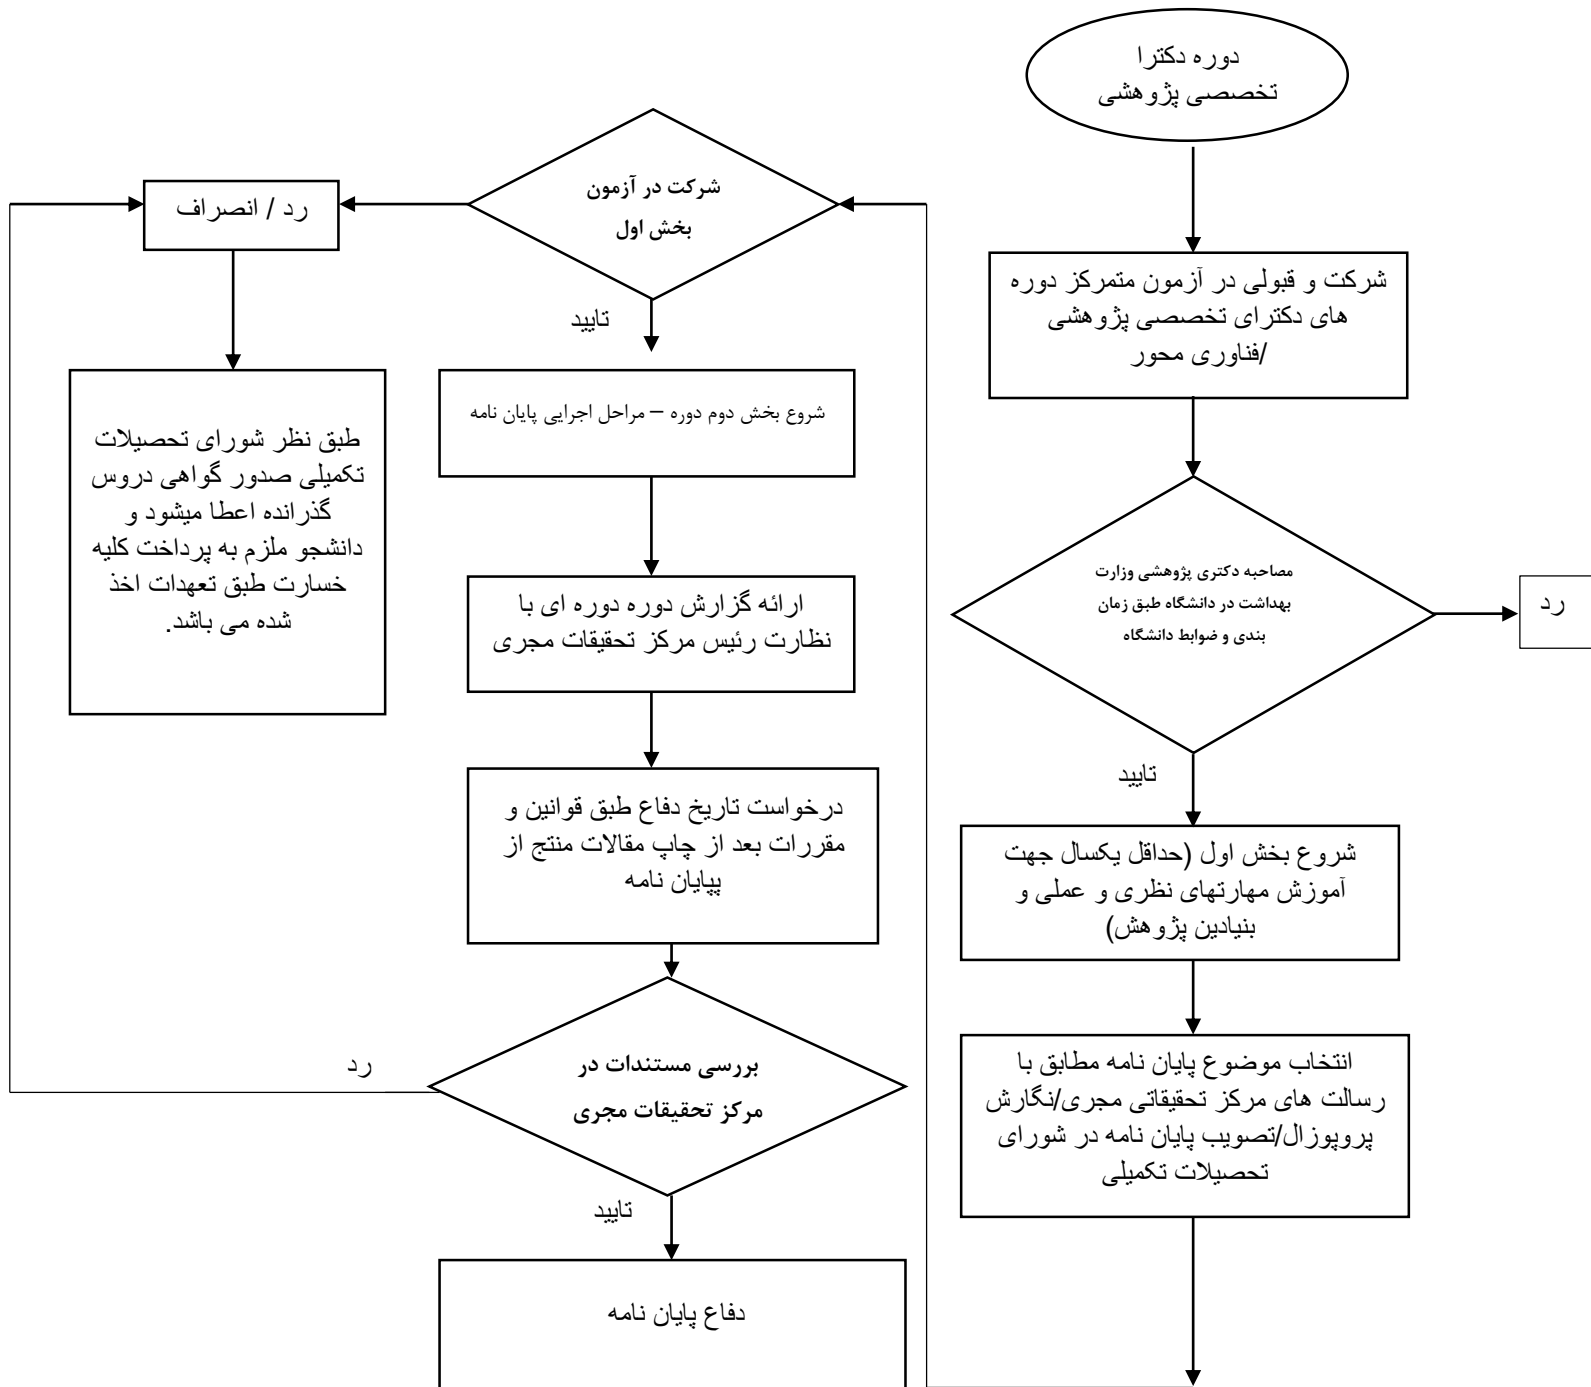 دوره دکترا
تخصصی پژوهشی
شرکت و قبولی در آزمون متمرکز دوره
های دکترای تخصصی پژوهشی
/فناوری محور
مصاحبه دکتری پژوهشی وزارت
بهداشت در دانشگاه طبق زمان
بندی و ضوابط دانشگاه
رد
تایید
شروع بخش اول (حداقل یکسال جهت
آموزش مهارتهای نظری و عملی و
بنیادین پژوهش)
انتخاب موضوع پایان نامه مطابق با
رسالت های مرکز تحقیقاتی مجری/نگارش
پروپوزال/تصویب پایان نامه در شورای
تحصیلات تکمیلی
شرکت در آزمون
بخش اول
رد / انصراف
طبق نظر شورای تحصیلات
تکمیلی صدور گواهی دروس
گذرانده اعطا میشود و
دانشجو ملزم به پرداخت کلیه
خسارت طبق تعهدات اخذ
شده می باشد.
تایید
شروع بخش دوم دوره – مراحل اجرایی پایان نامه
ارائه گزارش دوره دوره ای با
نظارت رئیس مرکز تحقیقات مجری
درخواست تاریخ دفاع طبق قوانین و
مقررات بعد از چاپ مقالات منتج از
پپایان نامه
بررسی مستندات در
مرکز تحقیقات مجری
رد
تایید
دفاع پایان نامه